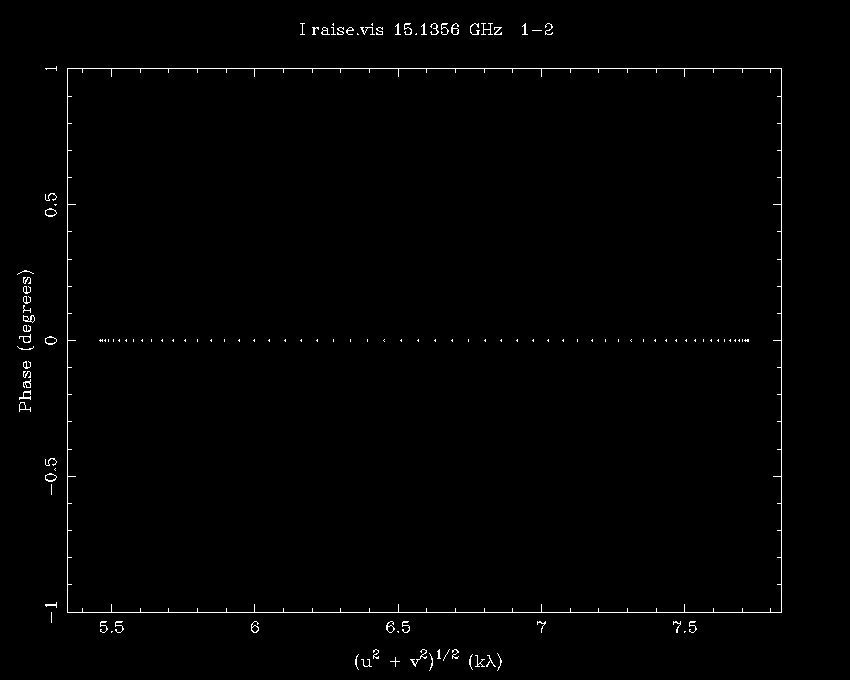 I raise.vis 15.1356 GHz 1-2
1
0.5
0
-0.5
-1
Phase (degrees)
5.5 6 6.5 7 7.5
(u² + v²)¹/² (kλ)